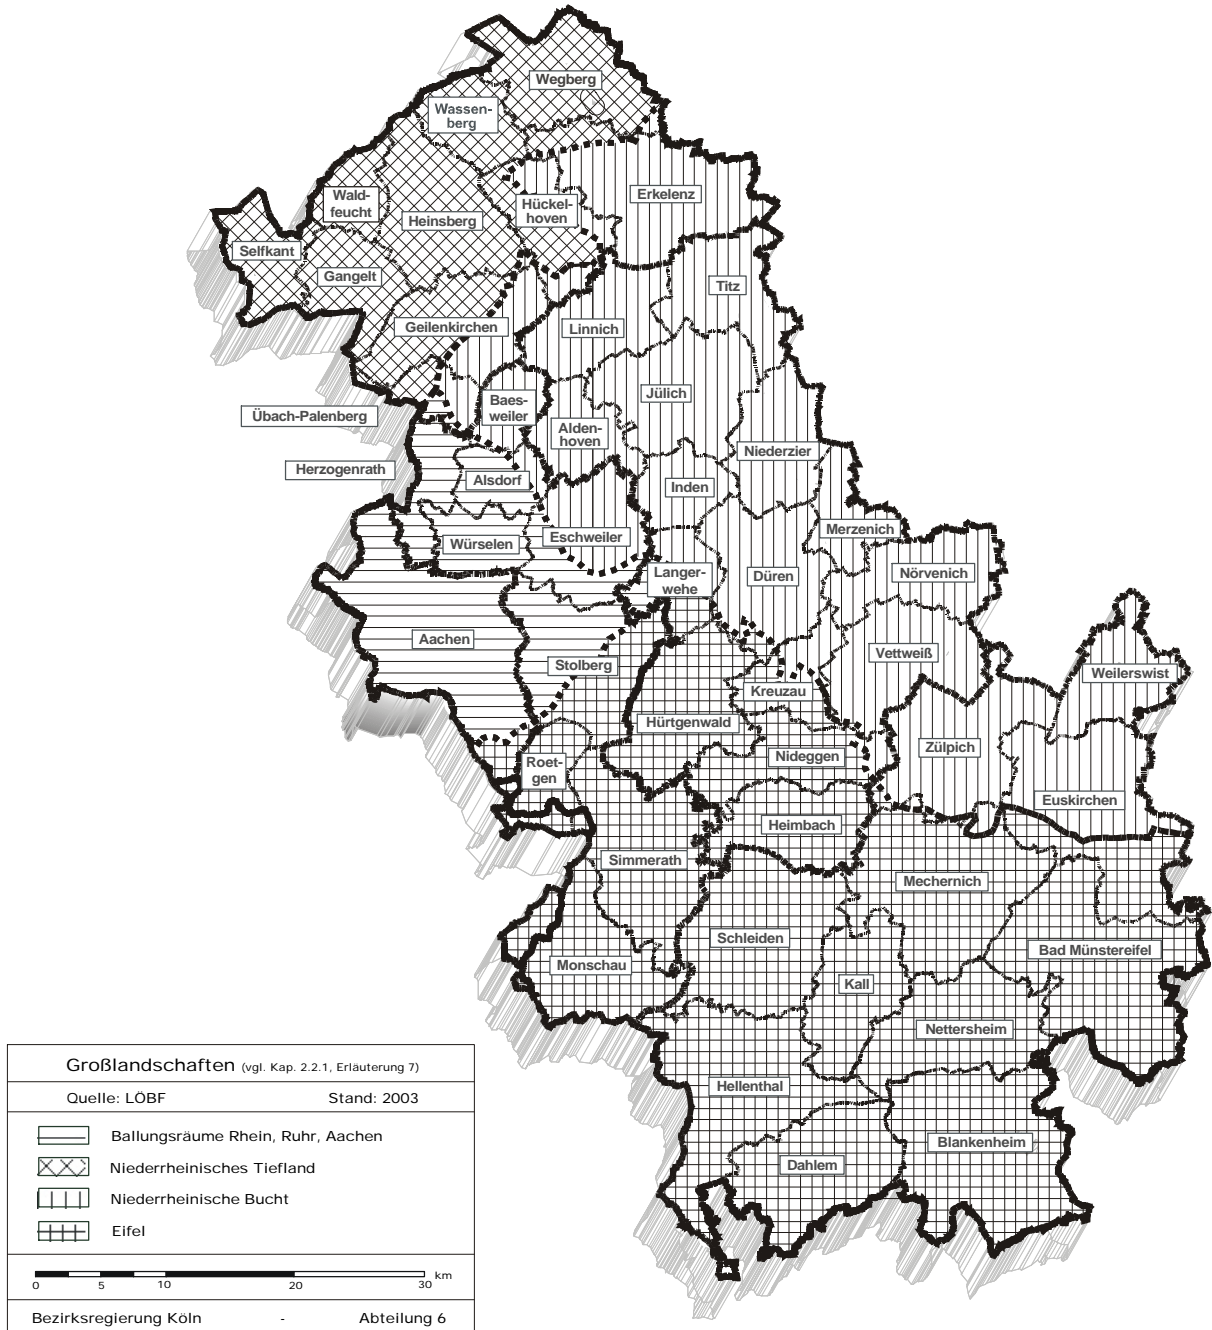 Wegberg
Wassen-
berg
Erkelenz
Wald-
feucht
Hückel-
hoven
Heinsberg
Selfkant
Gangelt
Titz
Geilenkirchen
Linnich
Jülich
Baes-
weiler
Übach-Palenberg
Alden-
hoven
Niederzier
Herzogenrath
Alsdorf
Inden
Merzenich
Eschweiler
Würselen
Langer-
wehe
Düren
Nörvenich
Aachen
Vettweiß
Stolberg
Weilerswist
Kreuzau
Hürtgenwald
Zülpich
Nideggen
Roet-
gen
Euskirchen
Heimbach
Simmerath
Mechernich
Schleiden
Bad Münstereifel
Monschau
Kall
Nettersheim
Hellenthal
Blankenheim
Dahlem
Großlandschaften (vgl. Kap. 2.2.1, Erläuterung 7)
Quelle: LÖBF Stand: 2003
Ballungsräume Rhein, Ruhr, Aachen
Niederrheinisches Tiefland
Niederrheinische Bucht
Eifel
km
0 5 10 20 30
Bezirksregierung Köln - Abteilung 6